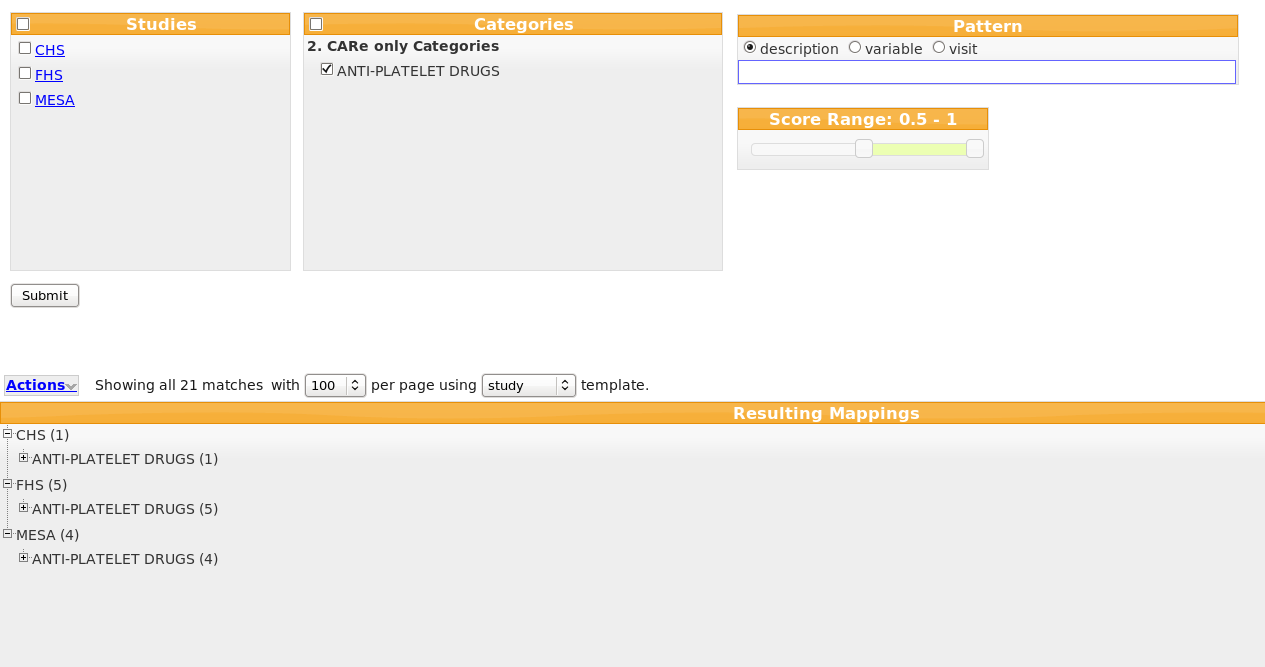 Studies
CHS
FHS
MESA
Categories
2. CARe only Categories
ANTI-PLATELET DRUGS
Pattern
description variable visit
Score Range: 0.5 - 1
Submit
Actions Showing all 21 matches with 100 per page using study template.
Resulting Mappings
CHS (1)
ANTI-PLATELET DRUGS (1)
FHS (5)
ANTI-PLATELET DRUGS (5)
MESA (4)
ANTI-PLATELET DRUGS (4)